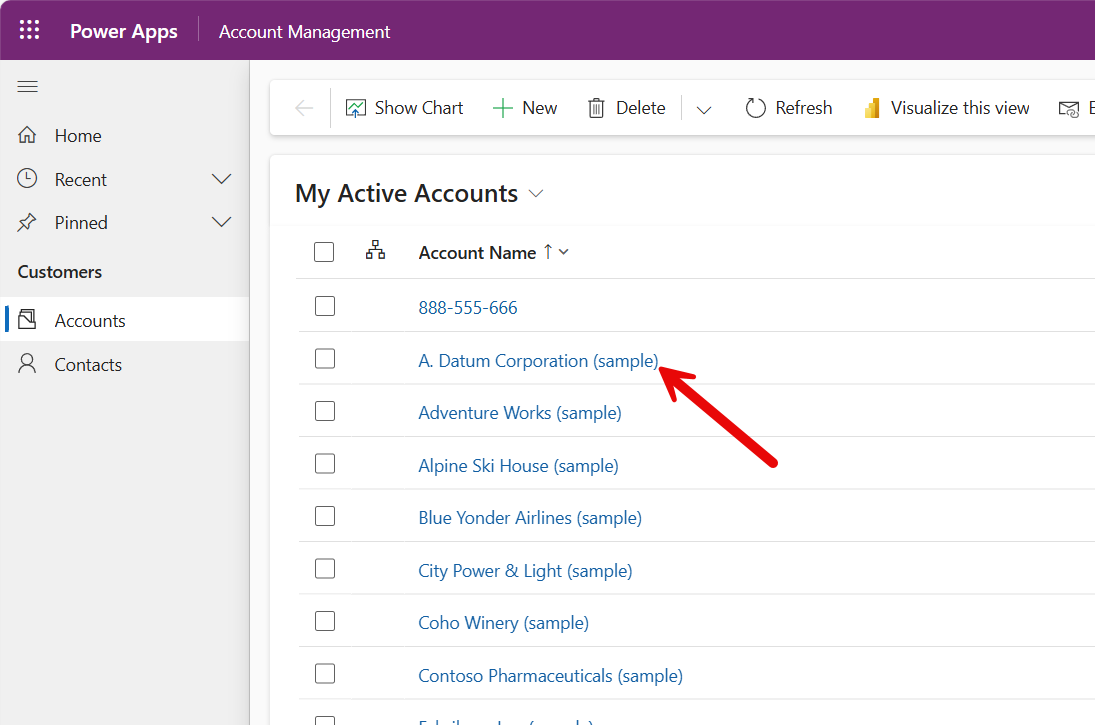 Power Apps Account Management
Show Chart New Delete Refresh Visualize this view
Home
Recent
Pinned
Customers
Accounts
Contacts
My Active Accounts
Account Name
888-555-666
A. Datum Corporation (sample)
Adventure Works (sample)
Alpine Ski House (sample)
Blue Yonder Airlines (sample)
City Power & Light (sample)
Coho Winery (sample)
Contoso Pharmaceuticals (sample)